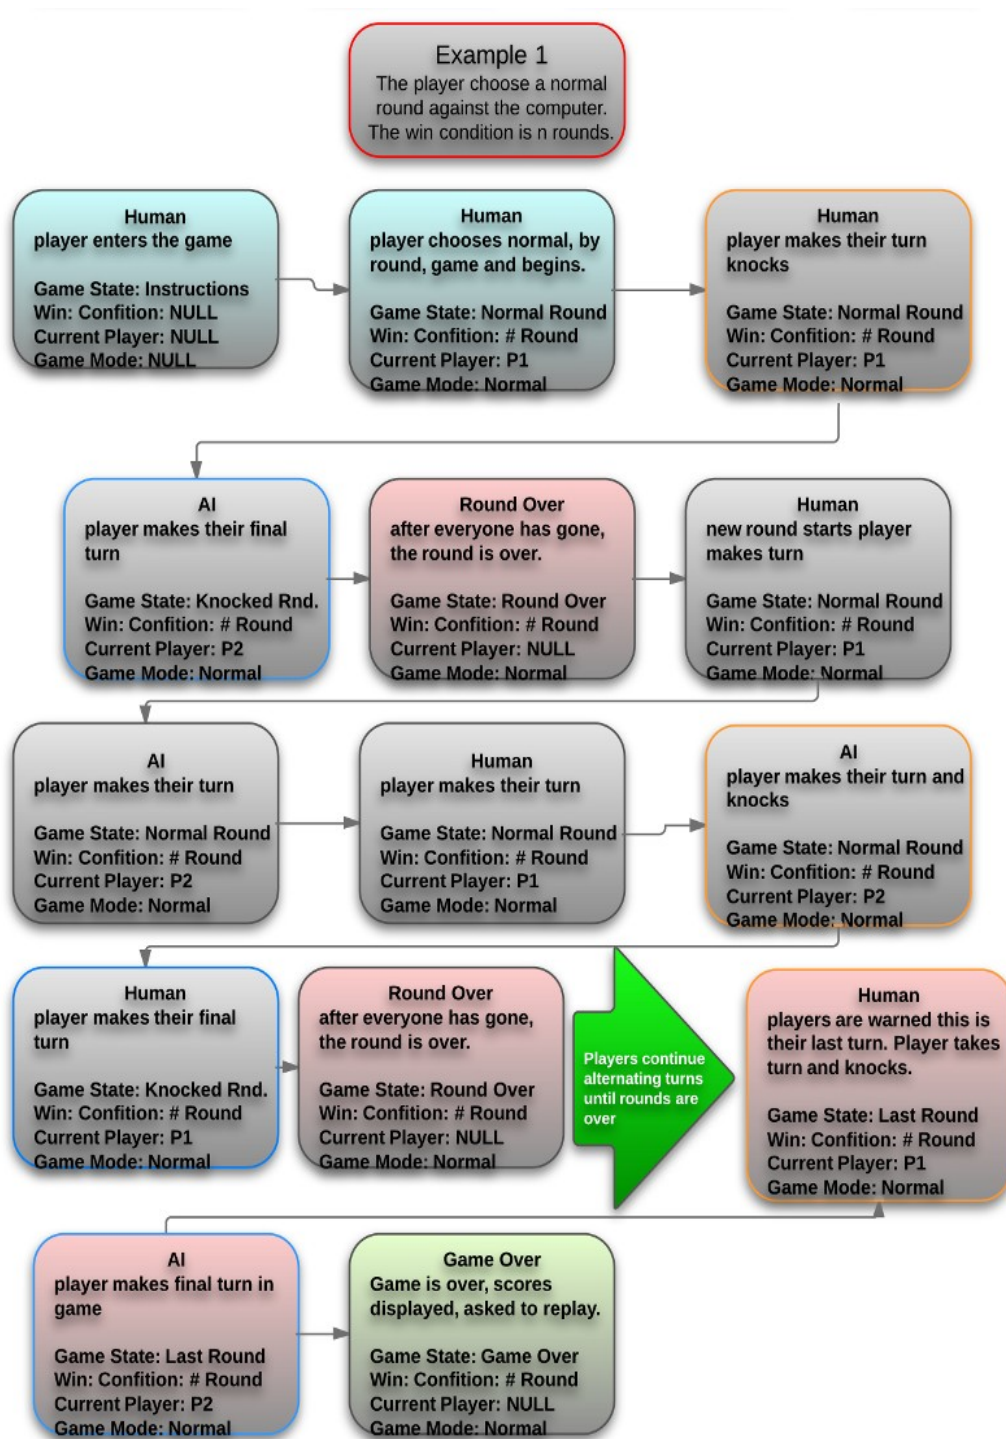 Example 1
The player choose a normal
round against the computer.
The win condition is n rounds.
Human
player enters the game
Game State: Instructions
Win: Confition: NULL
Current Player: NULL
Game Mode: NULL
Human
player chooses normal, by
round, game and begins.
Game State: Normal Round
Win: Confition: # Round
Current Player: P1
Game Mode: Normal
Human
player makes their turn
knocks
Game State: Normal Round
Win: Confition: # Round
Current Player: P1
Game Mode: Normal
AI
player makes their final
turn
Game State: Knocked Rnd.
Win: Confition: # Round
Current Player: P2
Game Mode: Normal
Round Over
after everyone has gone,
the round is over.
Game State: Round Over
Win: Confition: # Round
Current Player: NULL
Game Mode: Normal
Human
new round starts player
makes turn
Game State: Normal Round
Win: Confition: # Round
Current Player: P1
Game Mode: Normal
AI
player makes their turn
Game State: Normal Round
Win: Confition: # Round
Current Player: P2
Game Mode: Normal
Human
player makes their turn
Game State: Normal Round
Win: Confition: # Round
Current Player: P1
Game Mode: Normal
AI
player makes their turn and
knocks
Game State: Normal Round
Win: Confition: # Round
Current Player: P2
Game Mode: Normal
Human
player makes their final
turn
Game State: Knocked Rnd.
Win: Confition: # Round
Current Player: P1
Game Mode: Normal
Round Over
after everyone has gone,
the round is over.
Game State: Round Over
Win: Confition: # Round
Current Player: NULL
Game Mode: Normal
Players continue
alternating turns
until rounds are
over
Human
players are warned this is
their last turn. Player takes
turn and knocks.
Game State: Last Round
Win: Confition: # Round
Current Player: P1
Game Mode: Normal
AI
player makes final turn in
game
Game State: Last Round
Win: Confition: # Round
Current Player: P2
Game Mode: Normal
Game Over
Game is over, scores
displayed, asked to replay.
Game State: Game Over
Win: Confition: # Round
Current Player: NULL
Game Mode: Normal